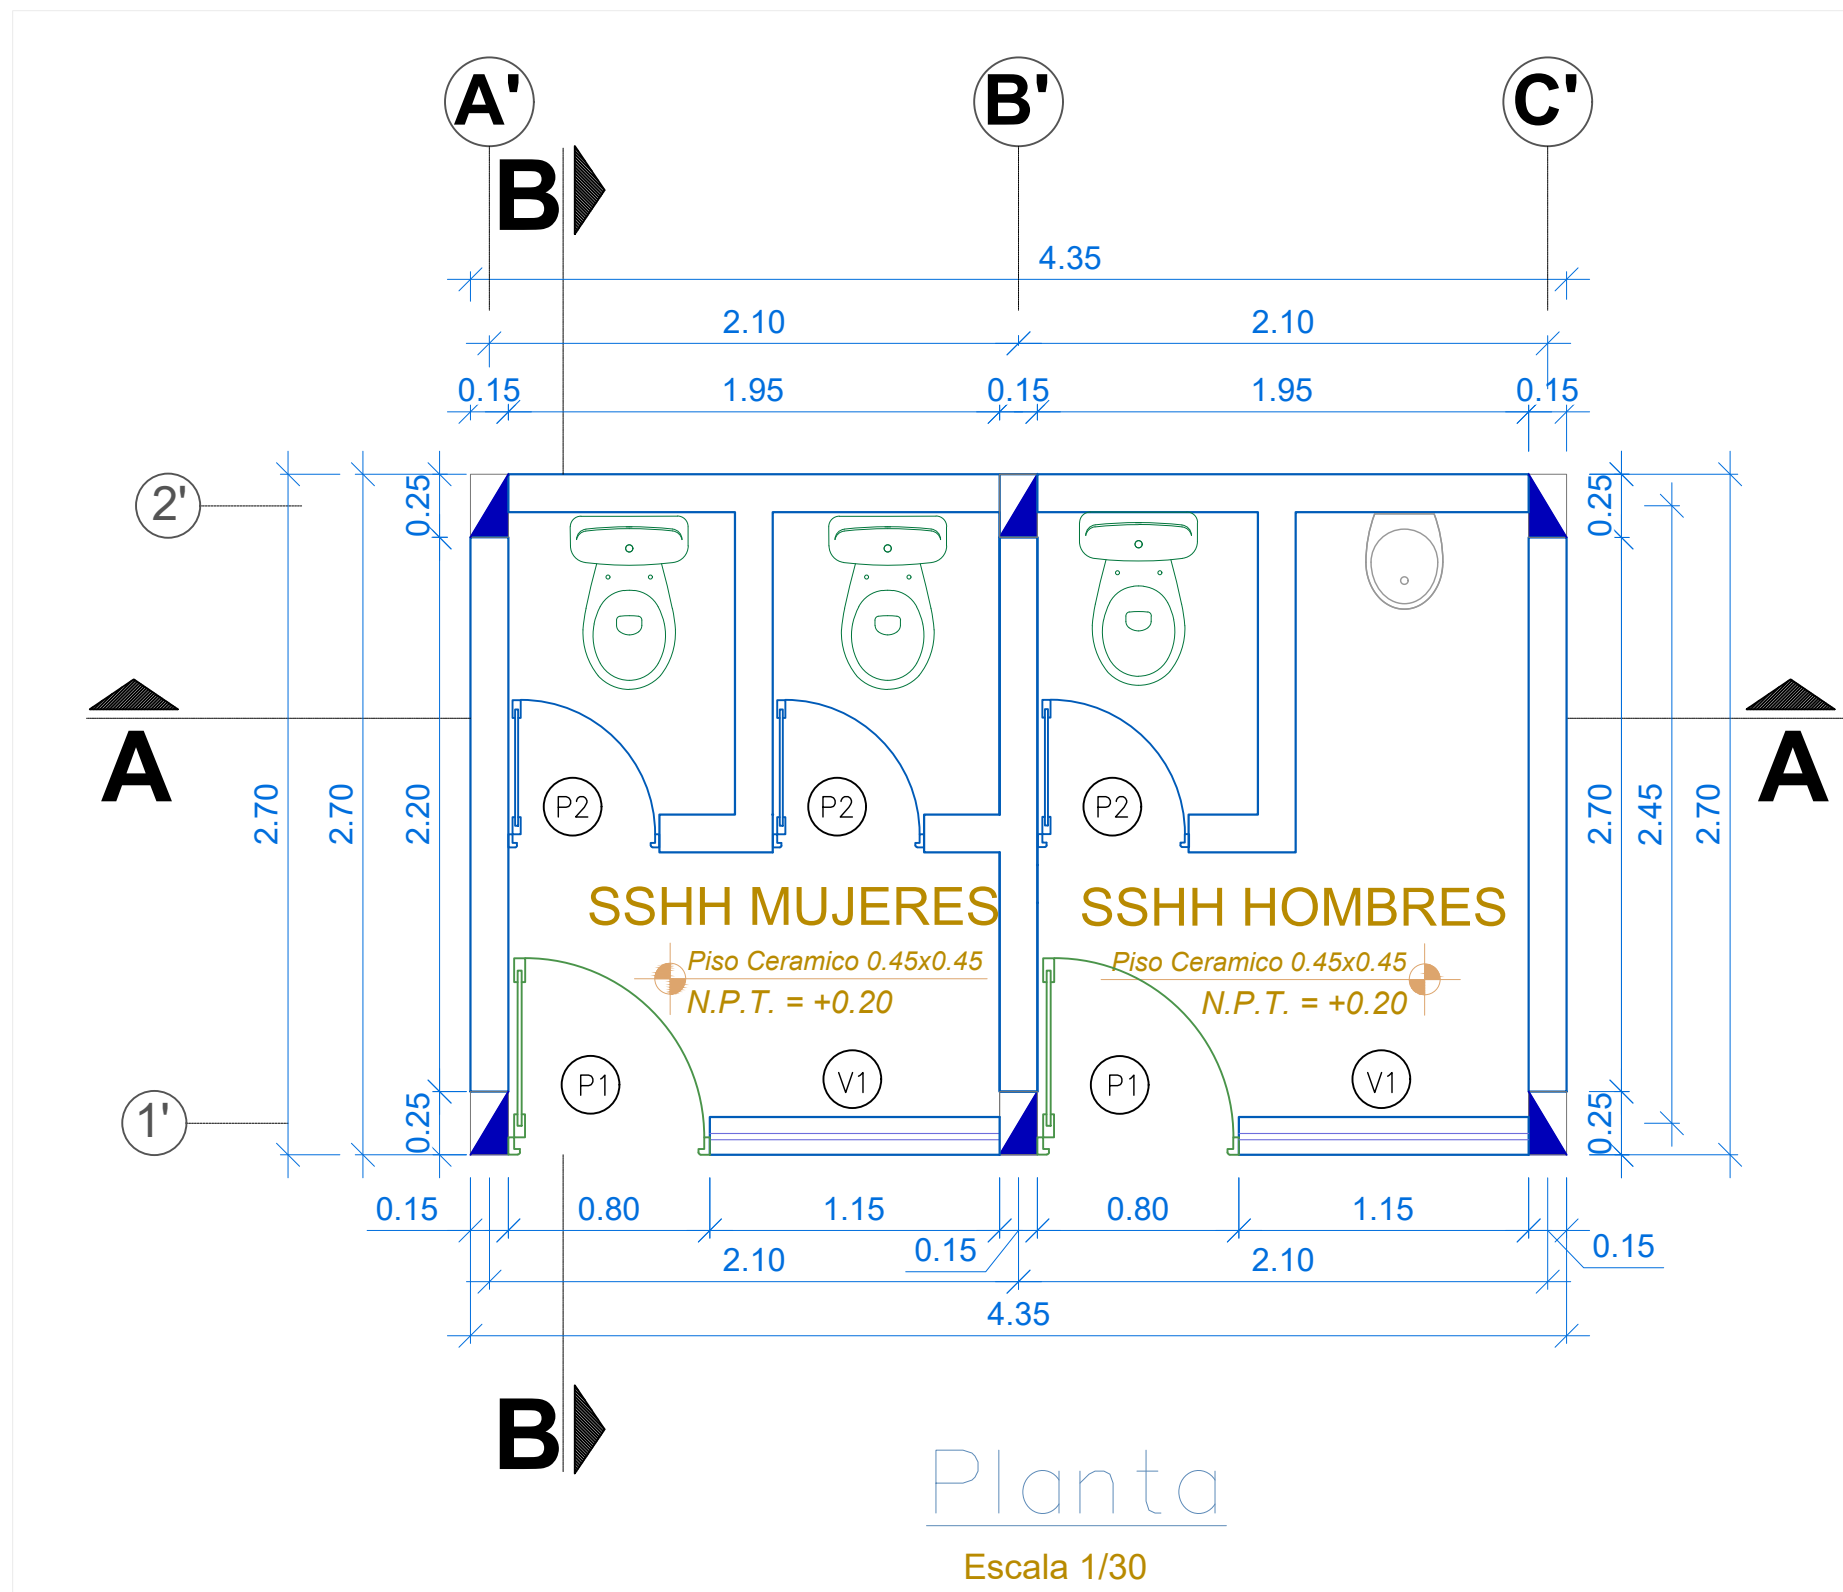 A' B' C'
B
4.35
2.10 2.10
0.15 1.95 0.15 1.95 0.15
2'
0.25 0.25
A A
P2 P2 P2
2.70 2.70 2.20 2.70 2.45 2.70
SSHH MUJERES SSHH HOMBRES
Piso Ceramico 0.45x0.45 Piso Ceramico 0.45x0.45
N.P.T. = +0.20 N.P.T. = +0.20
P1 V1 P1 V1
1'
0.25 0.25
0.15 0.80 1.15 0.80 1.15
0.15 0.15
2.10 2.10
4.35
B
Planta
Escala 1/30